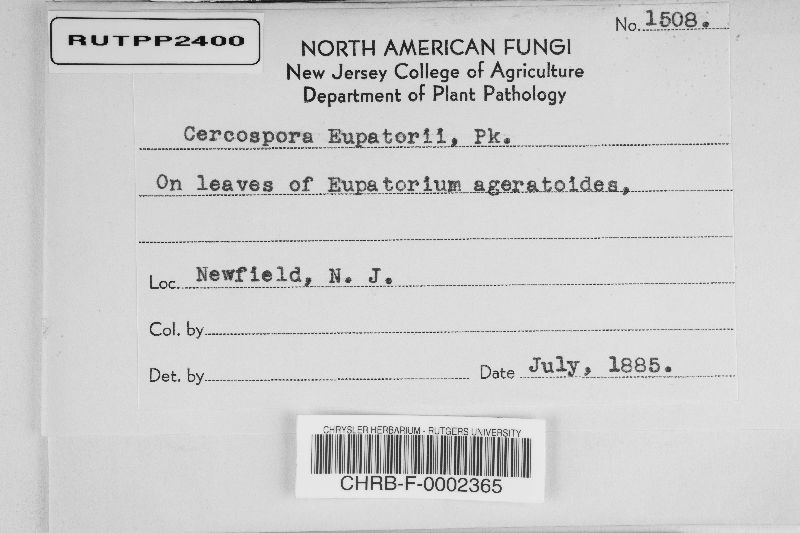 No. 1508.
RUTPP2400
NORTH AMERICAN FUNGI
New Jersey College of Agriculture
Department of Plant Pathology
Cercospora Eupatorii, Pk.
On leaves of Eupatorium ageratoides,
Loc. Newfield, N. J.
Col. by
Det. by Date July, 1885.
CHRYSLER HERBARIUM - RUTGERS UNIVERSITY
CHRB-F-0002365